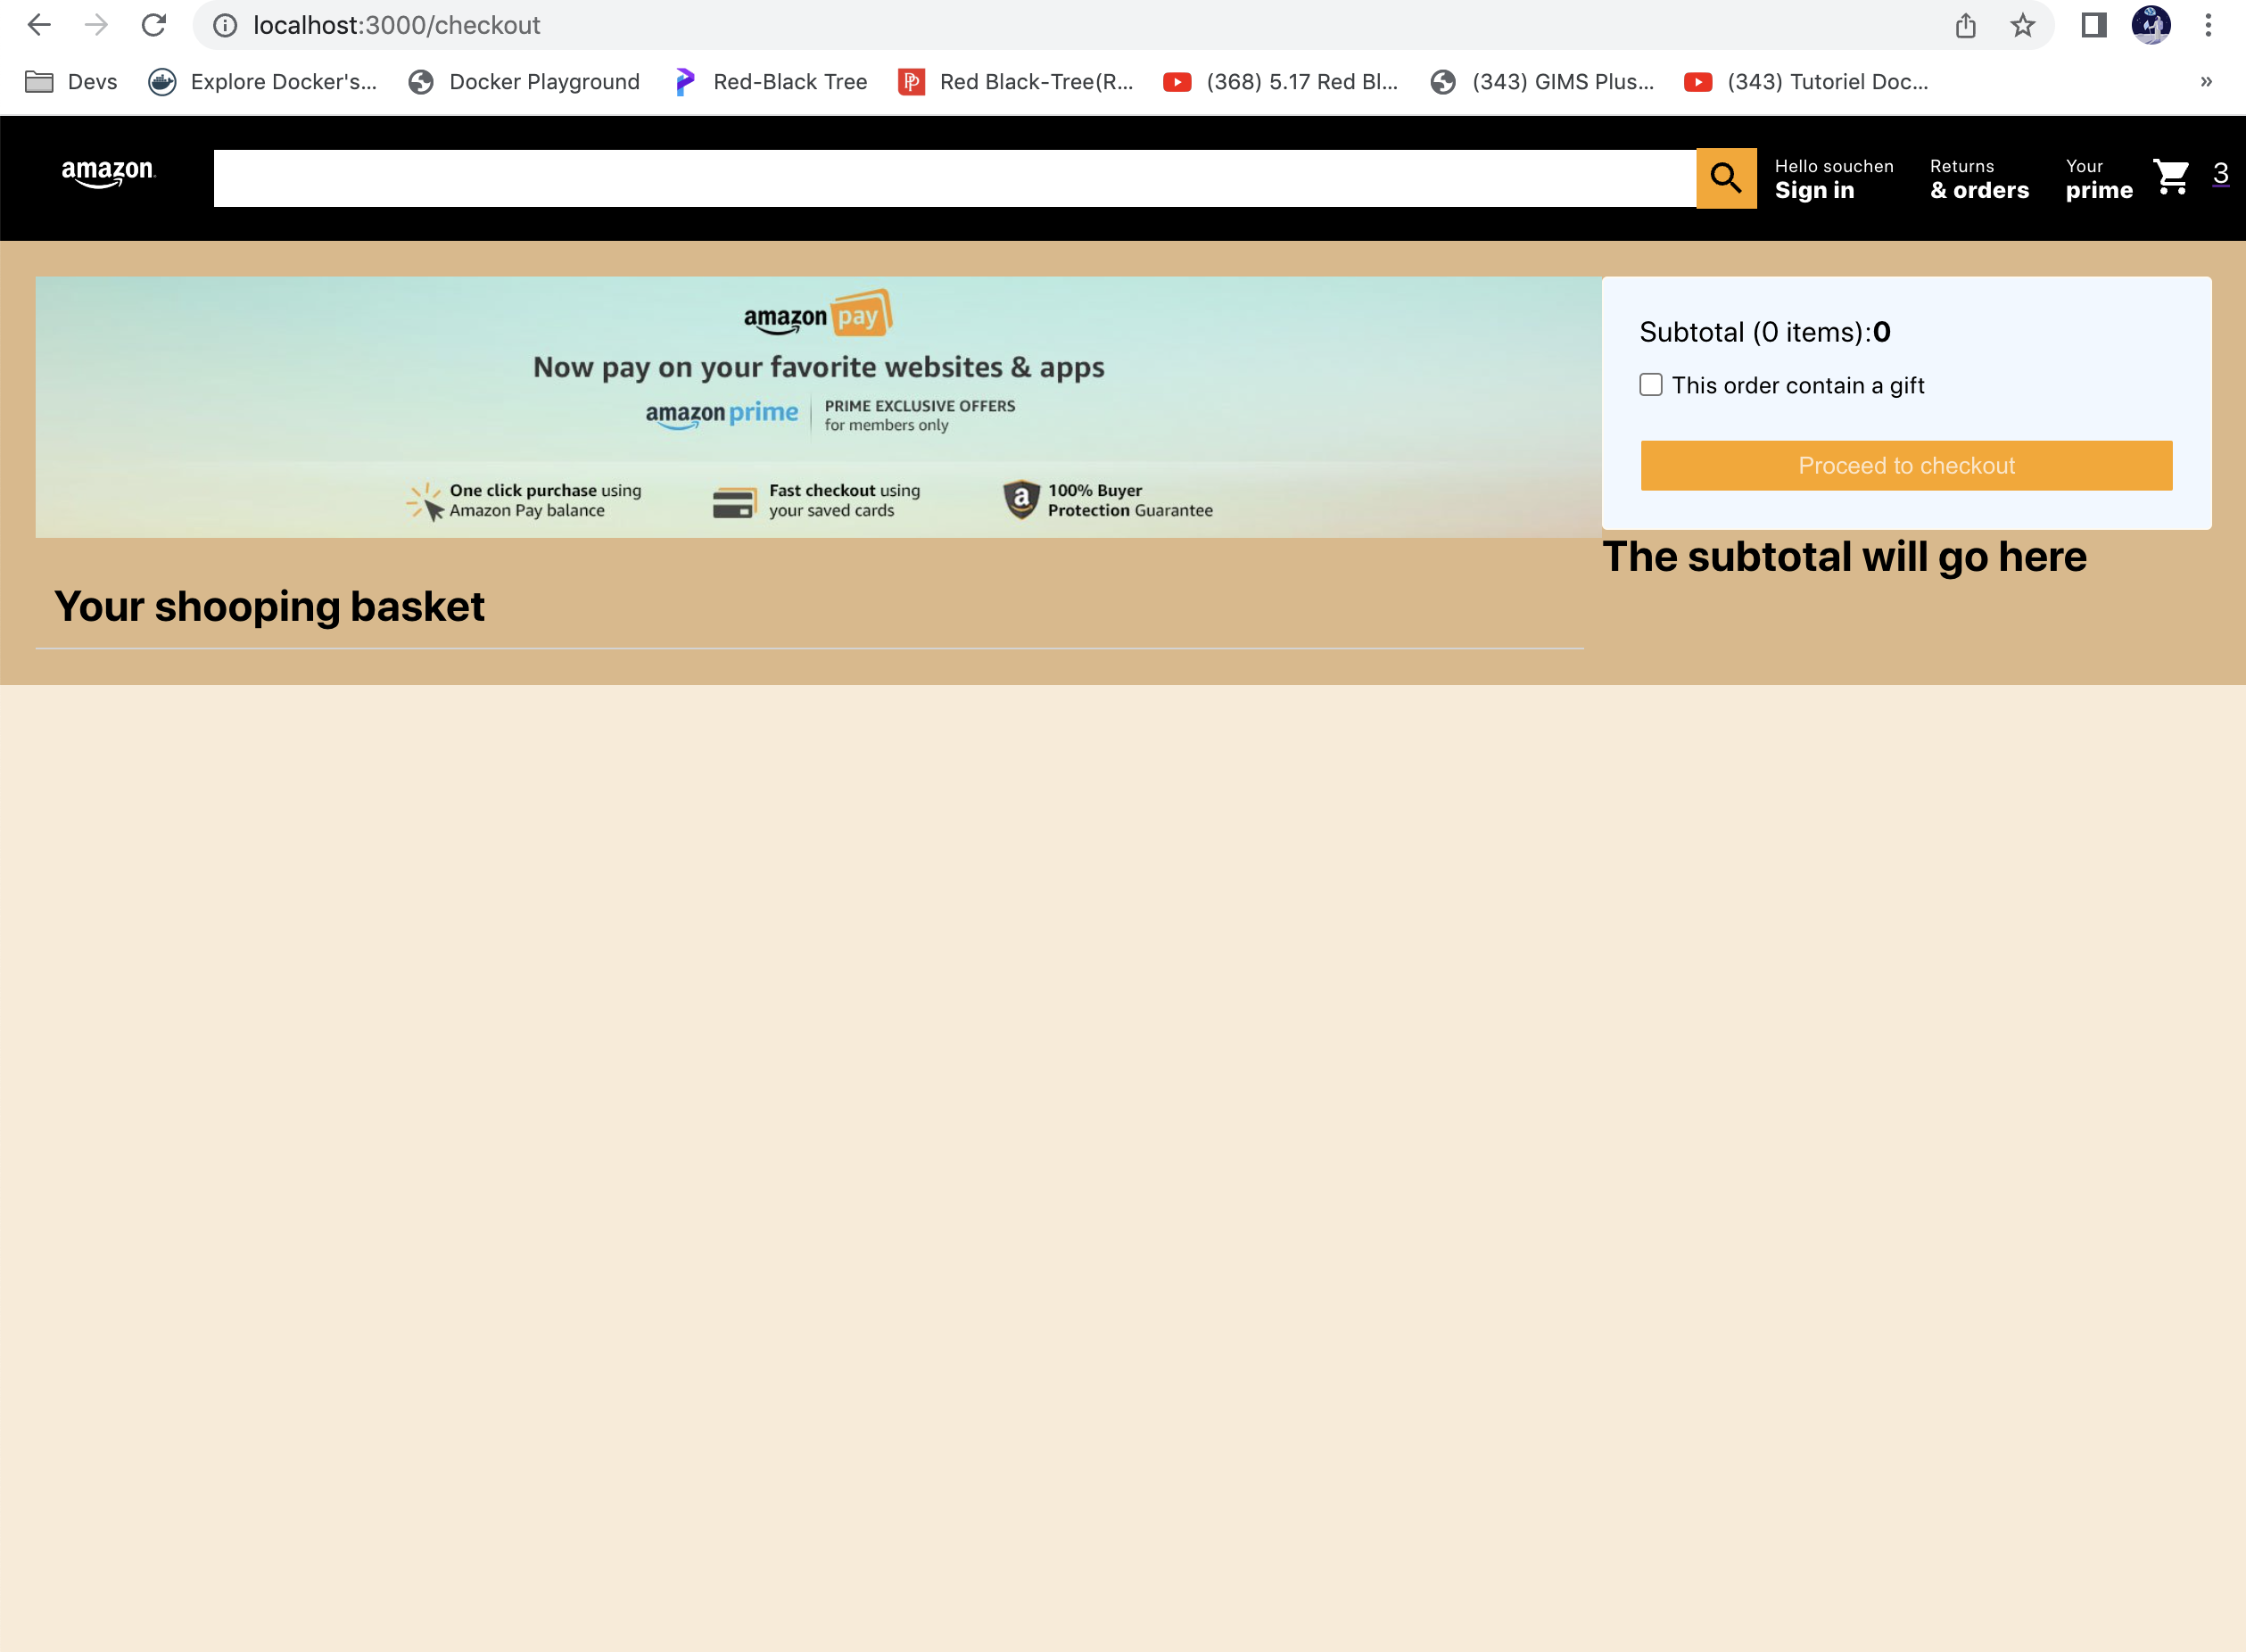 localhost:3000/checkout
Devs
Explore Docker's...
Docker Playground
Red-Black Tree
Red Black-Tree(R...
(368) 5.17 Red Bl...
(343) GIMS Plus...
(343) Tutoriel Doc...
»
amazon
Hello souchen
Sign in
Returns
& orders
Your
prime
3
amazon pay
Now pay on your favorite websites & apps
amazon prime
PRIME EXCLUSIVE OFFERS
for members only
One click purchase using
Amazon Pay balance
Fast checkout using
your saved cards
100% Buyer
Protection Guarantee
Subtotal (0 items):0
This order contain a gift
Proceed to checkout
The subtotal will go here
Your shooping basket